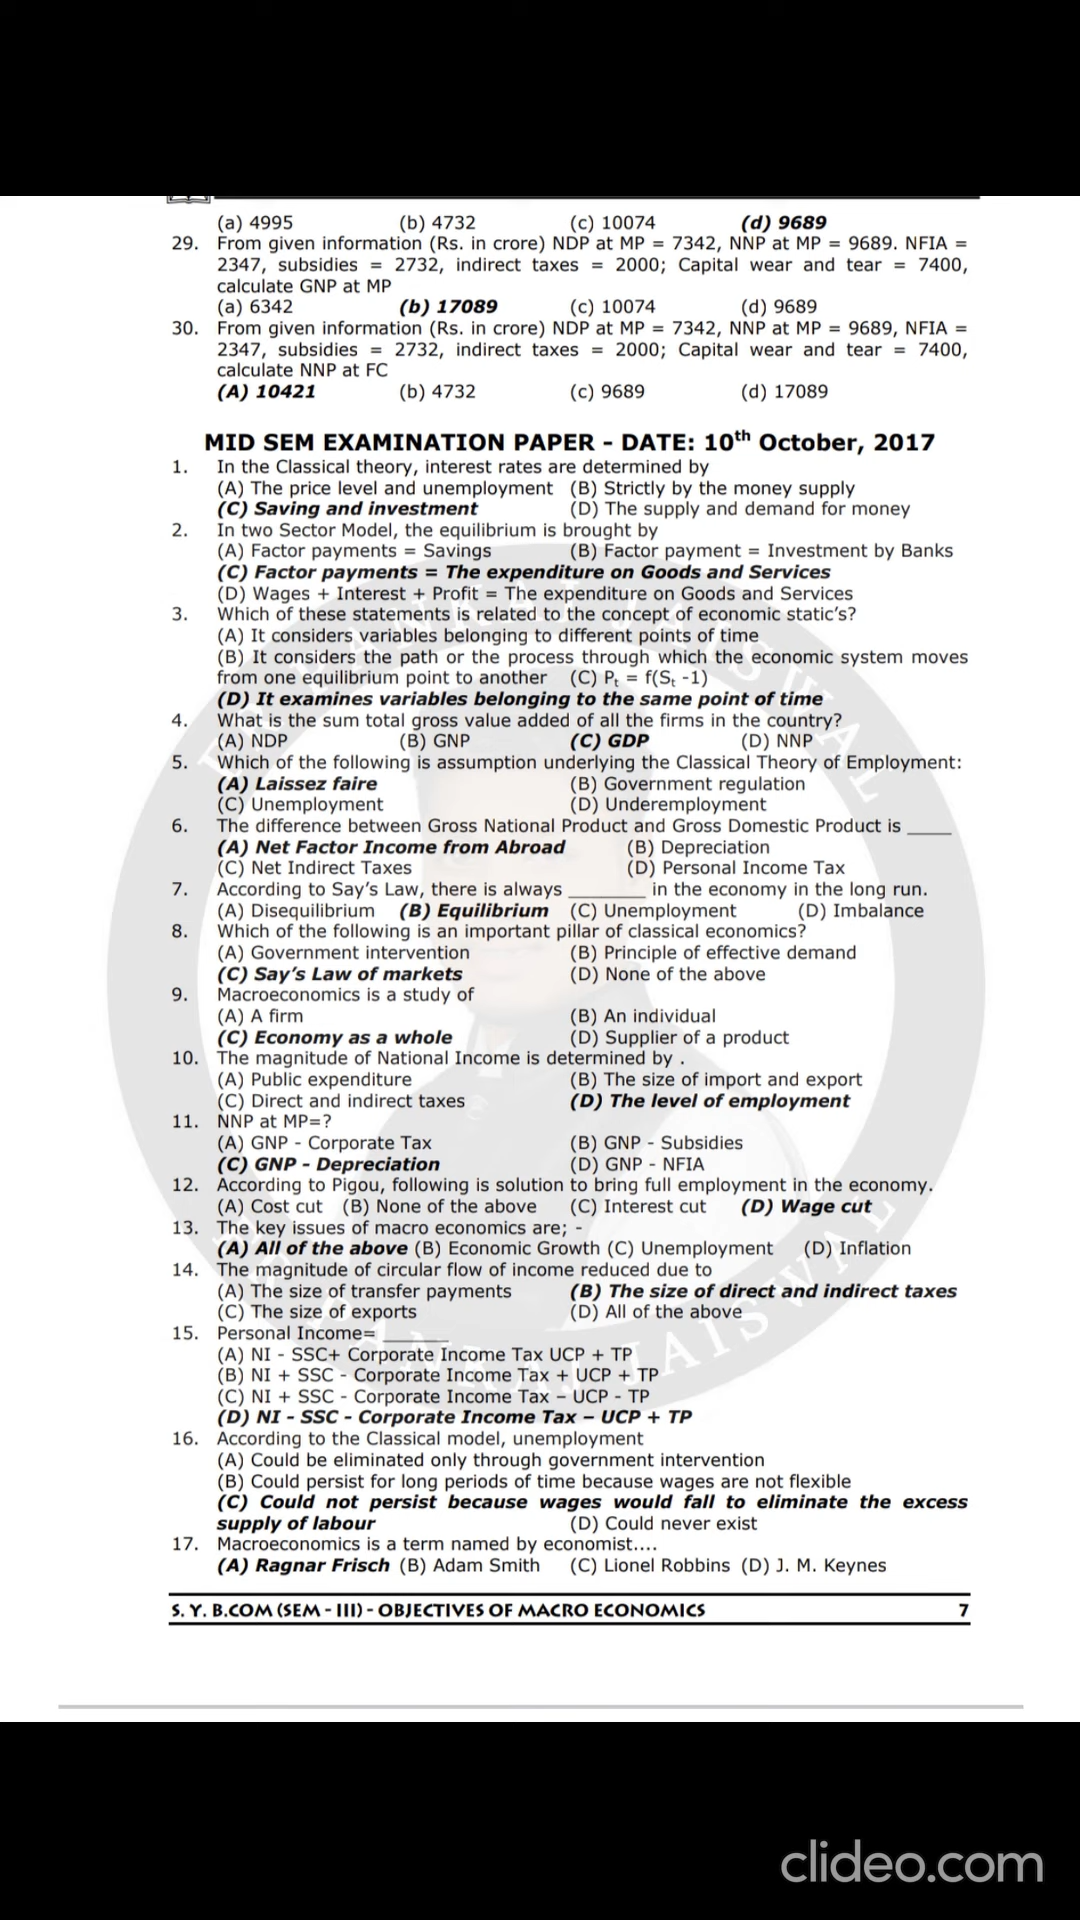 (a) 4995 (b) 4732 (c) 10074 (d) 9689
29. From given information (Rs. in crore) NDP at MP = 7342, NNP at MP = 9689. NFIA =
2347, subsidies = 2732, indirect taxes = 2000; Capital wear and tear = 7400,
calculate GNP at MP
(a) 6342 (b) 17089 (c) 10074 (d) 9689
30. From given information (Rs. in crore) NDP at MP = 7342, NNP at MP = 9689, NFIA =
2347, subsidies = 2732, indirect taxes = 2000; Capital wear and tear = 7400,
calculate NNP at FC
(A) 10421 (b) 4732 (c) 9689 (d) 17089
MID SEM EXAMINATION PAPER - DATE: 10th October, 2017
1. In the Classical theory, interest rates are determined by
(A) The price level and unemployment (B) Strictly by the money supply
(C) Saving and investment (D) The supply and demand for money
2. In two Sector Model, the equilibrium is brought by
(A) Factor payments = Savings (B) Factor payment = Investment by Banks
(C) Factor payments = The expenditure on Goods and Services
(D) Wages + Interest + Profit = The expenditure on Goods and Services
3. Which of these statements is related to the concept of economic static’s?
(A) It considers variables belonging to different points of time
(B) It considers the path or the process through which the economic system moves
from one equilibrium point to another (C) Pt = f(St -1)
(D) It examines variables belonging to the same point of time
4. What is the sum total gross value added of all the firms in the country?
(A) NDP (B) GNP (C) GDP (D) NNP
5. Which of the following is assumption underlying the Classical Theory of Employment:
(A) Laissez faire (B) Government regulation
(C) Unemployment (D) Underemployment
6. The difference between Gross National Product and Gross Domestic Product is _____
(A) Net Factor Income from Abroad (B) Depreciation
(C) Net Indirect Taxes (D) Personal Income Tax
7. According to Say’s Law, there is always ________ in the economy in the long run.
(A) Disequilibrium (B) Equilibrium (C) Unemployment (D) Imbalance
8. Which of the following is an important pillar of classical economics?
(A) Government intervention (B) Principle of effective demand
(C) Say’s Law of markets (D) None of the above
9. Macroeconomics is a study of
(A) A firm (B) An individual
(C) Economy as a whole (D) Supplier of a product
10. The magnitude of National Income is determined by .
(A) Public expenditure (B) The size of import and export
(C) Direct and indirect taxes (D) The level of employment
11. NNP at MP=?
(A) GNP - Corporate Tax (B) GNP - Subsidies
(C) GNP - Depreciation (D) GNP - NFIA
12. According to Pigou, following is solution to bring full employment in the economy.
(A) Cost cut (B) None of the above (C) Interest cut (D) Wage cut
13. The key issues of macro economics are; -
(A) All of the above (B) Economic Growth (C) Unemployment (D) Inflation
14. The magnitude of circular flow of income reduced due to
(A) The size of transfer payments (B) The size of direct and indirect taxes
(C) The size of exports (D) All of the above
15. Personal Income= _______
(A) NI - SSC+ Corporate Income Tax UCP + TP
(B) NI + SSC - Corporate Income Tax + UCP + TP
(C) NI + SSC - Corporate Income Tax – UCP - TP
(D) NI - SSC - Corporate Income Tax – UCP + TP
16. According to the Classical model, unemployment
(A) Could be eliminated only through government intervention
(B) Could persist for long periods of time because wages are not flexible
(C) Could not persist because wages would fall to eliminate the excess
supply of labour (D) Could never exist
17. Macroeconomics is a term named by economist....
(A) Ragnar Frisch (B) Adam Smith (C) Lionel Robbins (D) J. M. Keynes
S. Y. B.COM (SEM - III) - OBJECTIVES OF MACRO ECONOMICS 7
DR. PANKAJ JAISWAL
DR. PANKAJ JAISWAL
clideo.com